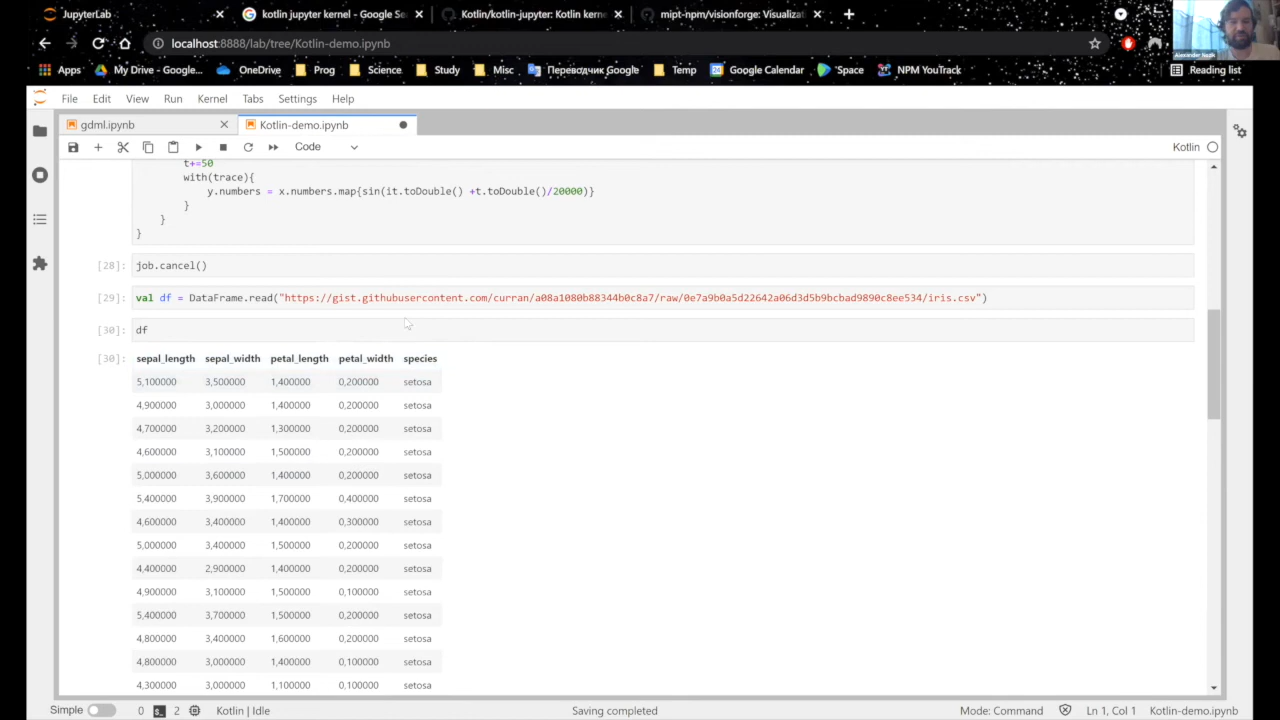 JupyterLab
kotlin jupyter kernel - Google Se
Kotlin/kotlin-jupyter: Kotlin kern
mipt-npm/visionforge: Visualizat
localhost:8888/lab/tree/Kotlin-demo.ipynb
Apps My Drive - Google... OneDrive Prog Science Study Misc Переводчик Google Temp Google Calendar Space NPM YouTrack Reading list
File Edit View Run Kernel Tabs Settings Help
gdml.ipynb
Kotlin-demo.ipynb
Code
Kotlin
t+=50
with(trace){
y.numbers = x.numbers.map{sin(it.toDouble() +t.toDouble()/20000)}
}
}
}
[28]: job.cancel()
[29]: val df = DataFrame.read("https://gist.githubusercontent.com/curran/a08a1080b88344b0c8a7/raw/0e7a9b0a5d22642a06d3d5b9bcbad9890c8ee534/iris.csv")
[30]: df
[30]: sepal_length sepal_width petal_length petal_width species
5,100000 3,500000 1,400000 0,200000 setosa
4,900000 3,000000 1,400000 0,200000 setosa
4,700000 3,200000 1,300000 0,200000 setosa
4,600000 3,100000 1,500000 0,200000 setosa
5,000000 3,600000 1,400000 0,200000 setosa
5,400000 3,900000 1,700000 0,400000 setosa
4,600000 3,400000 1,400000 0,300000 setosa
5,000000 3,400000 1,500000 0,200000 setosa
4,400000 2,900000 1,400000 0,200000 setosa
4,900000 3,100000 1,500000 0,100000 setosa
5,400000 3,700000 1,500000 0,200000 setosa
4,800000 3,400000 1,600000 0,200000 setosa
4,800000 3,000000 1,400000 0,100000 setosa
4,300000 3,000000 1,100000 0,100000 setosa
Simple 0 2 Kotlin | Idle Saving completed Mode: Command Ln 1, Col 1 Kotlin-demo.ipynb